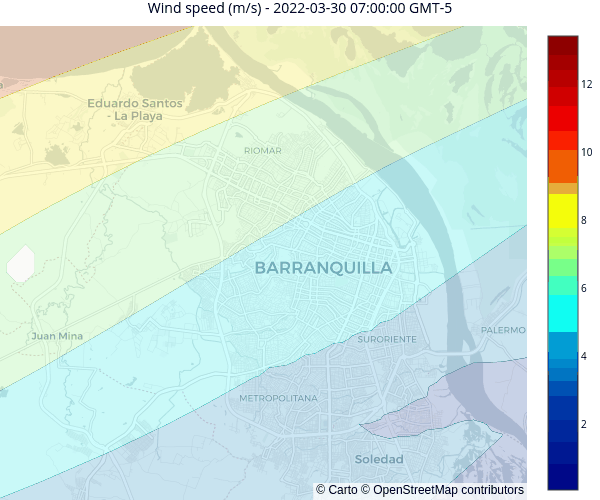 Wind speed (m/s) - 2022-03-30 07:00:00 GMT-5
Eduardo Santos
- La Playa
RIOMAR
BARRANQUILLA
Juan Mina
SURORIENTE
PALERMO
METROPOLITANA
Soledad
© Carto © OpenStreetMap contributors
12
10
8
6
4
2